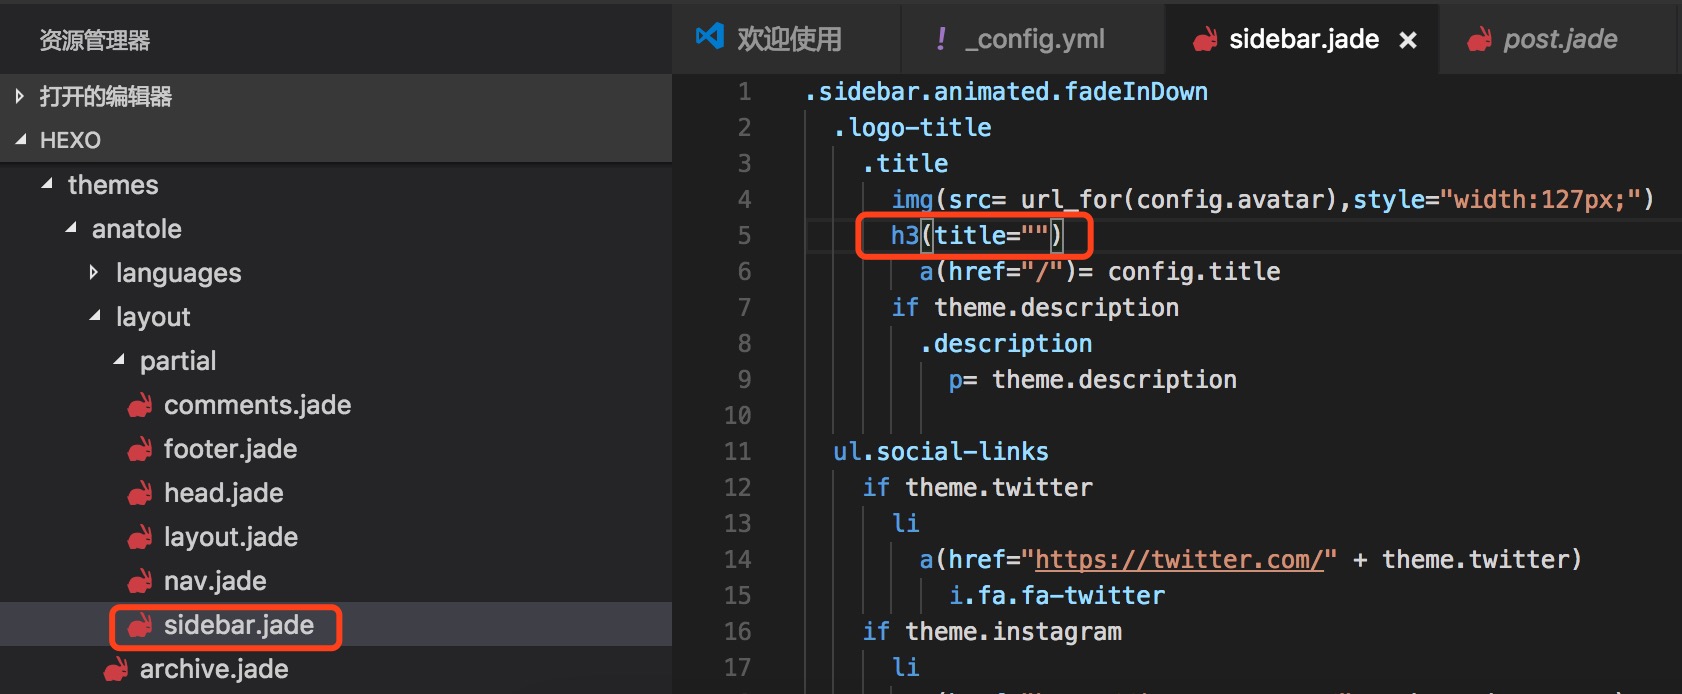 资源管理器
打开的编辑器
HEXO
themes
anatole
languages
layout
partial
comments.jade
footer.jade
head.jade
layout.jade
nav.jade
sidebar.jade
archive.jade
欢迎使用
! _config.yml
sidebar.jade ×
post.jade
1 .sidebar.animated.fadeInDown
2 .logo-title
3 .title
4 img(src= url_for(config.avatar),style="width:127px;")
5 h3(title="")
6 a(href="/")= config.title
7 if theme.description
8 .description
9 p= theme.description
10
11 ul.social-links
12 if theme.twitter
13 li
14 a(href="https://twitter.com/" + theme.twitter)
15 i.fa.fa-twitter
16 if theme.instagram
17 li